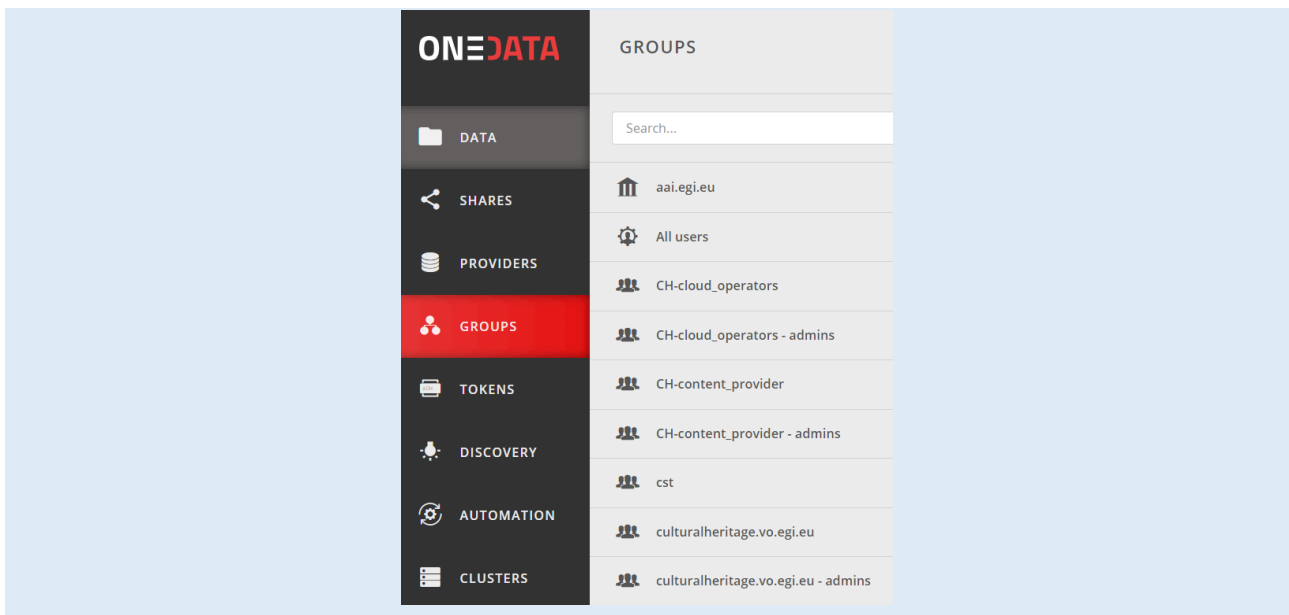 ONEDATA
DATA
SHARES
PROVIDERS
GROUPS
TOKENS
DISCOVERY
AUTOMATION
CLUSTERS
GROUPS
Search...
aai.egi.eu
All users
CH-cloud_operators
CH-cloud_operators - admins
CH-content_provider
CH-content_provider - admins
cst
culturalheritage.vo.egi.eu
culturalheritage.vo.egi.eu - admins